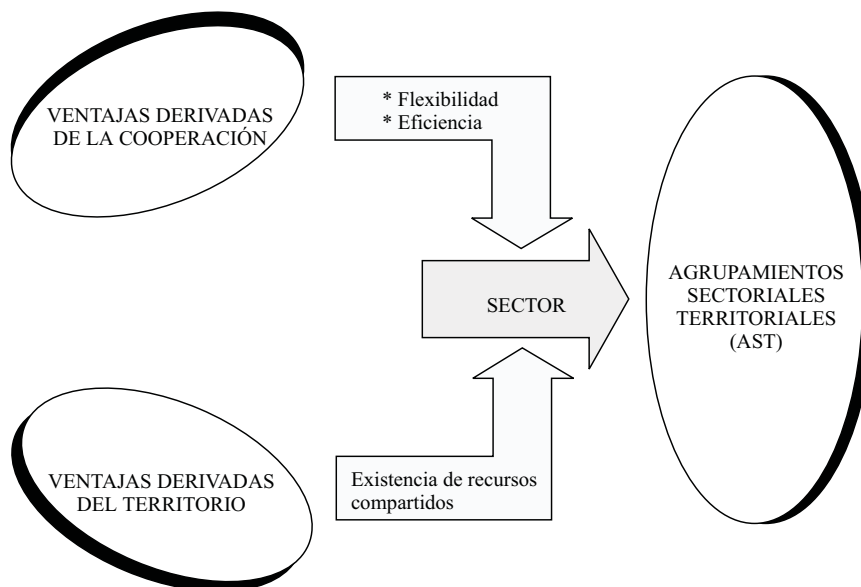 VENTAJAS DERIVADAS
DE LA COOPERACIÓN
* Flexibilidad
* Eficiencia
SECTOR
AGRUPAMIENTOS
SECTORIALES
TERRITORIALES
(AST)
VENTAJAS DERIVADAS
DEL TERRITORIO
Existencia de recursos
compartidos